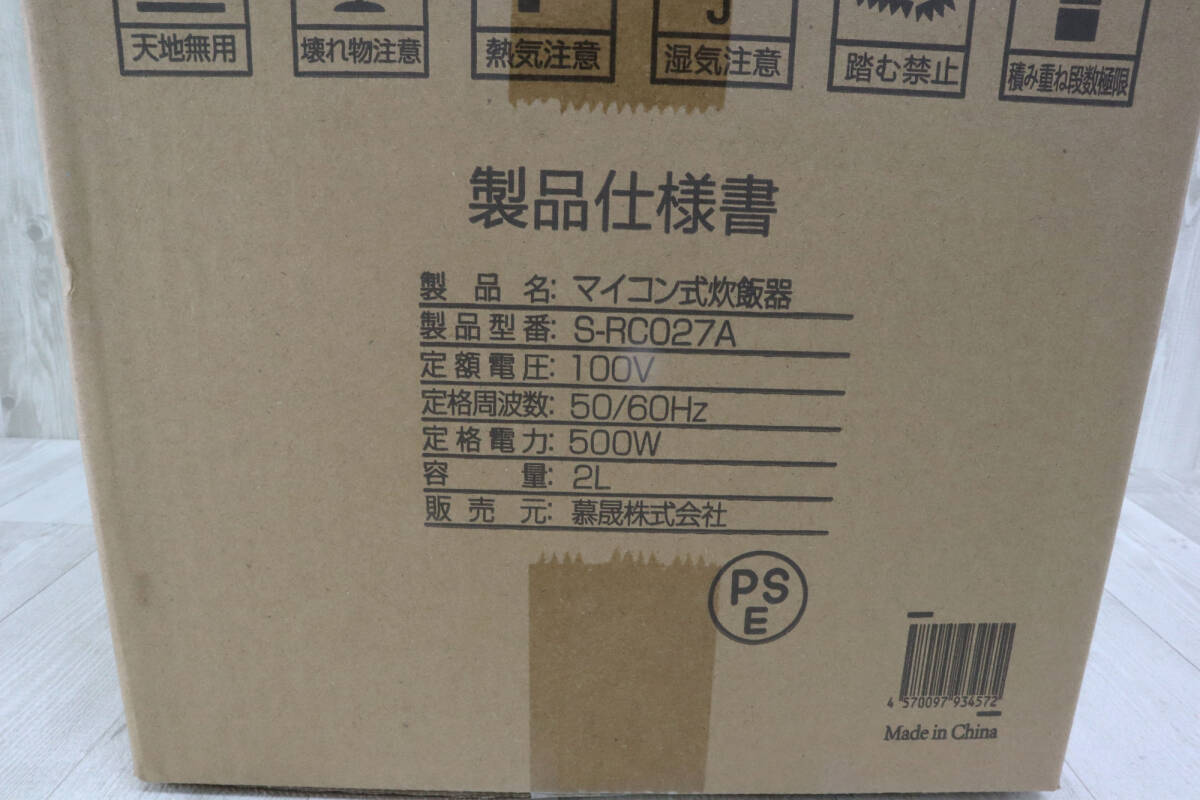 天地無用 壊れ物注意 熱気注意 湿気注意 踏む禁止 積み重ね段数極限
製品仕様書
製品名: マイコン式炊飯器
製品型番: S-RC027A
定額電圧: 100V
定格周波数: 50/60Hz
定格電力: 500W
容量: 2L
販売元: 慕晟株式会社
PS
E
4 570097 934572
Made in China